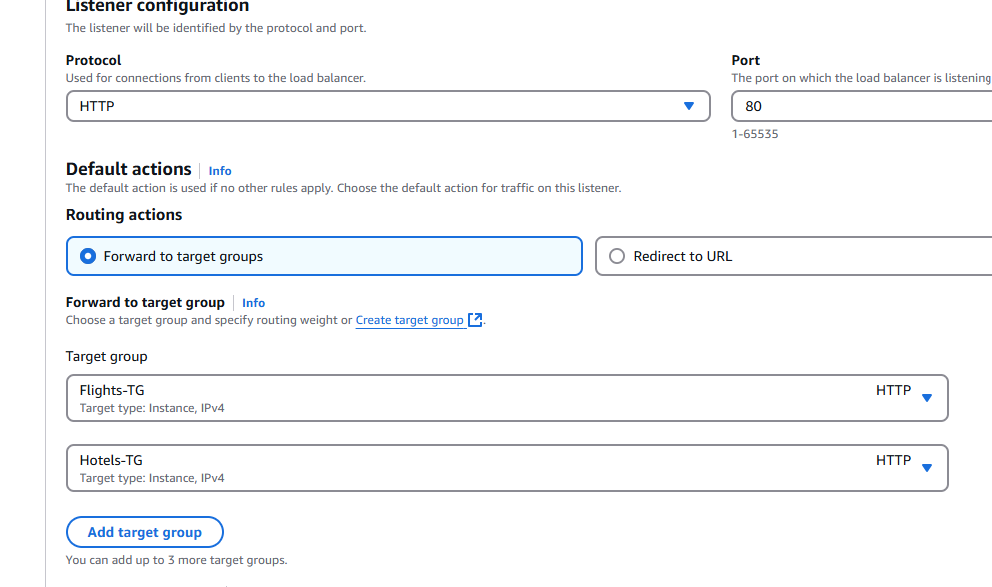 Listener configuration
The listener will be identified by the protocol and port.
Protocol
Used for connections from clients to the load balancer.
HTTP
Port
The port on which the load balancer is listening
80
1-65535
Default actions Info
The default action is used if no other rules apply. Choose the default action for traffic on this listener.
Routing actions
Forward to target groups
Redirect to URL
Forward to target group Info
Choose a target group and specify routing weight or Create target group.
Target group
Flights-TG HTTP
Target type: Instance, IPv4
Hotels-TG HTTP
Target type: Instance, IPv4
Add target group
You can add up to 3 more target groups.